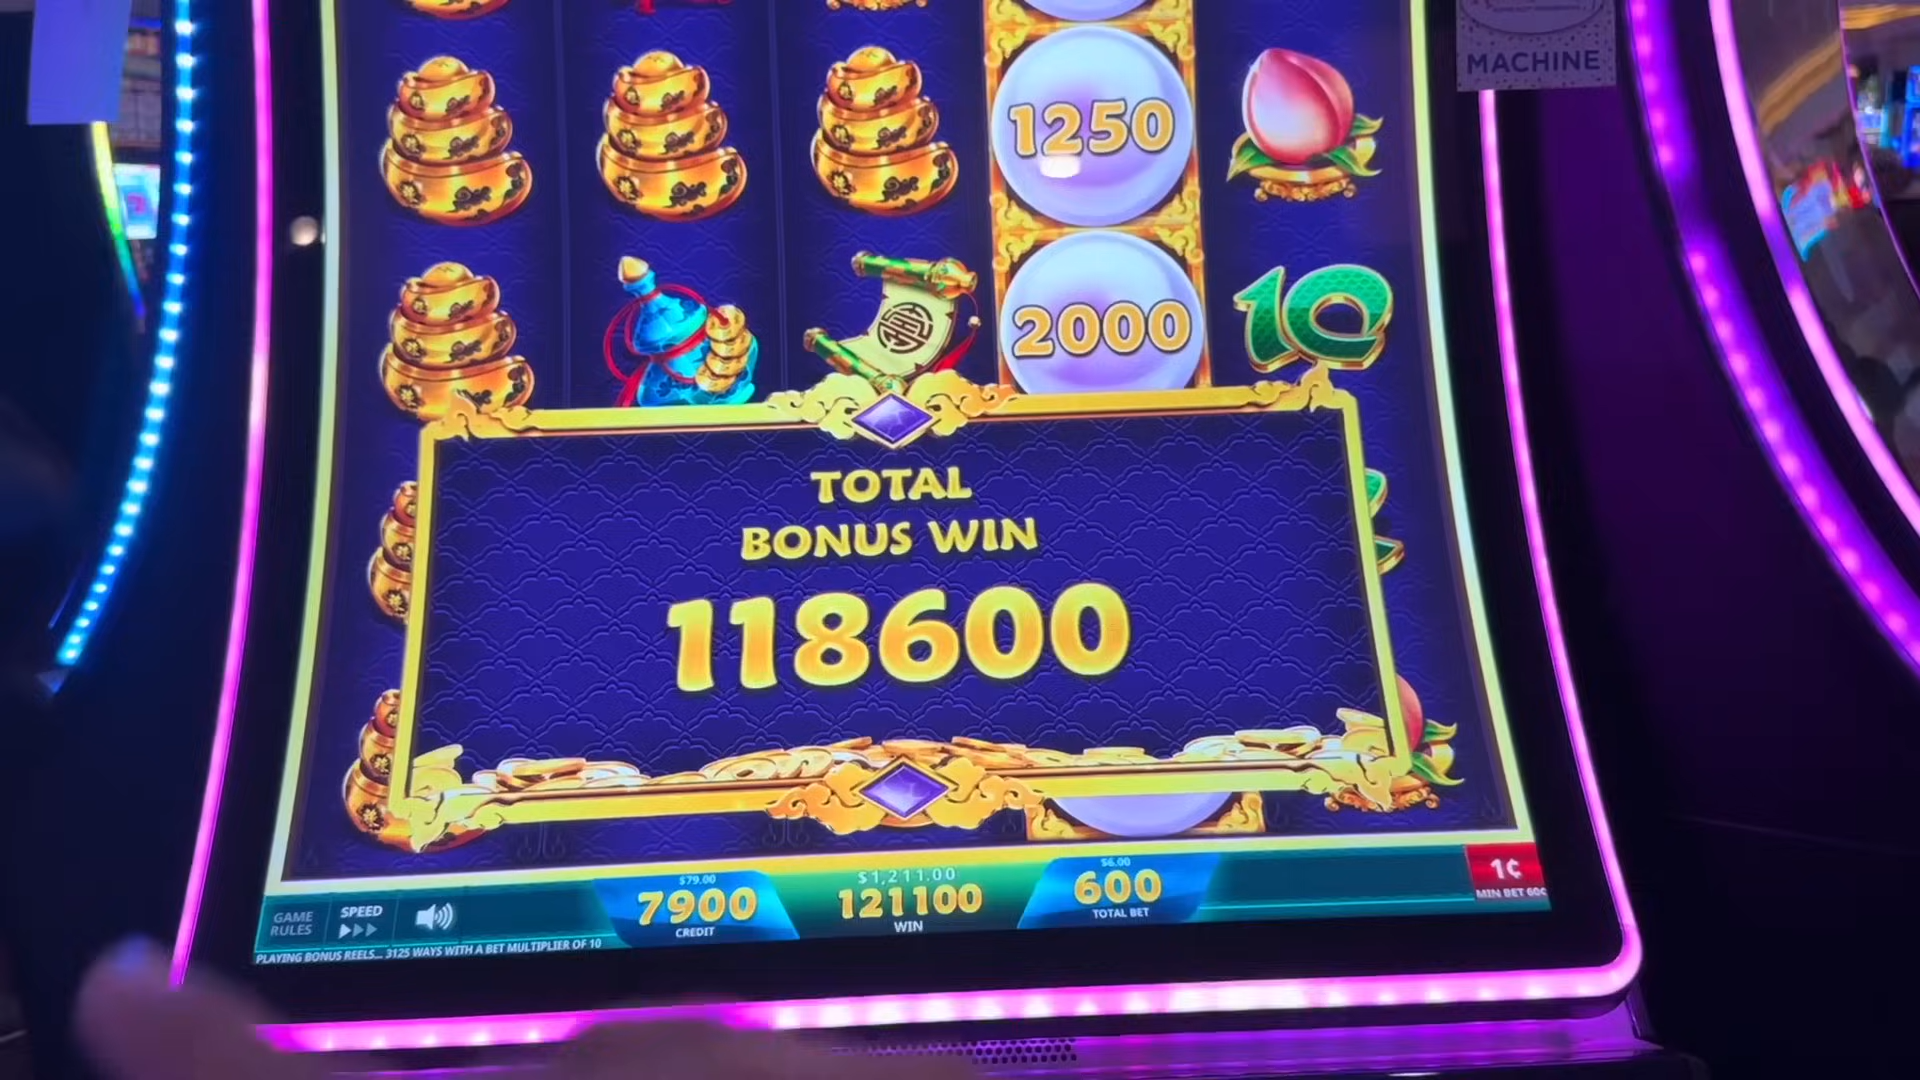 MACHINE
1250
2000
10
TOTAL
BONUS WIN
118600
$79.00
7900
CREDIT
$1,211.00
121100
WIN
$6.00
600
TOTAL BET
1¢
MIN BET 60¢
GAME
RULES
SPEED
PLAYING BONUS REELS... 3125 WAYS WITH A BET MULTIPLIER OF 10